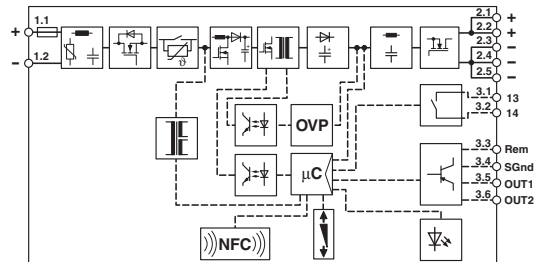 + 1.1
− 1.2
ϑ
2.1 +
2.2 +
2.3 −
2.4 −
2.5 −
3.1 13
3.2 14
OVP
μC
3.3 Rem
3.4 SGnd
3.5 OUT1
3.6 OUT2
NFC